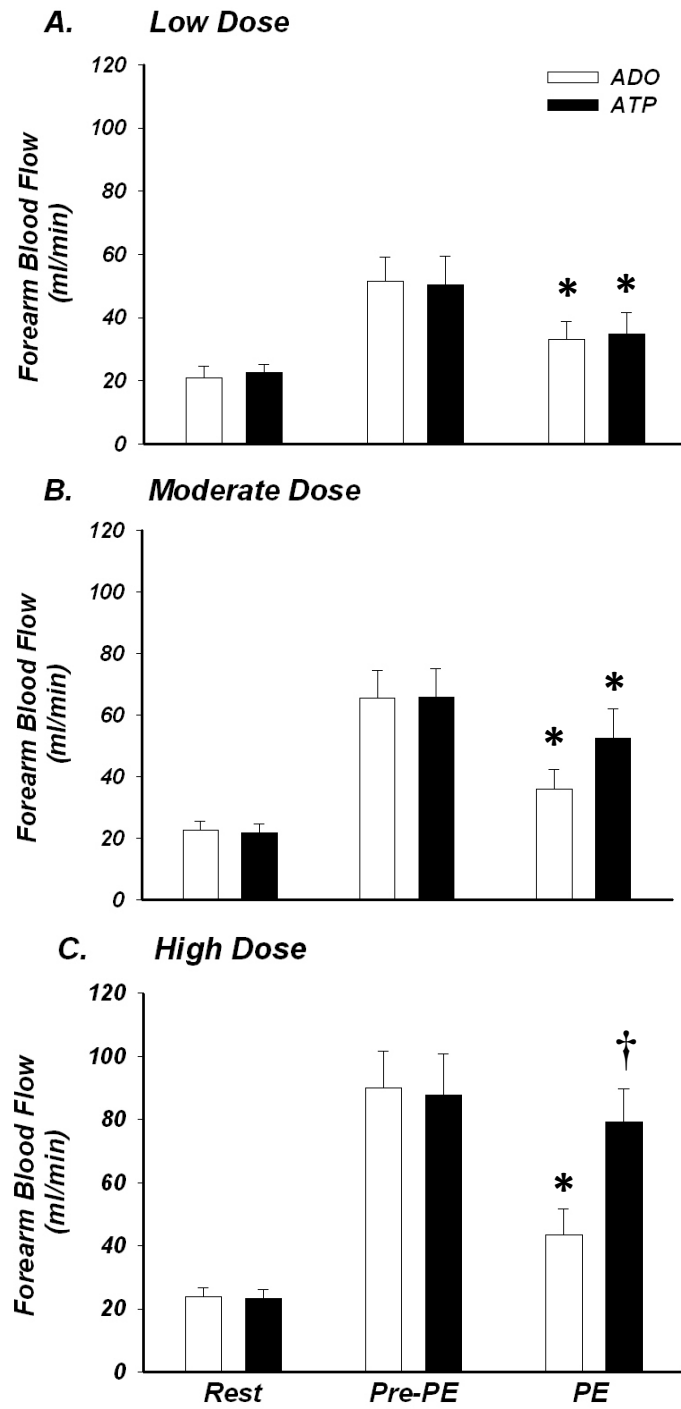 A. Low Dose
120
100
80
60
40
20
0
Forearm Blood Flow
(ml/min)
ADO
ATP
* *
B. Moderate Dose
120
100
80
60
40
20
0
Forearm Blood Flow
(ml/min)
* *
C. High Dose
120
100
80
60
40
20
0
Forearm Blood Flow
(ml/min)
* †
Rest Pre-PE PE